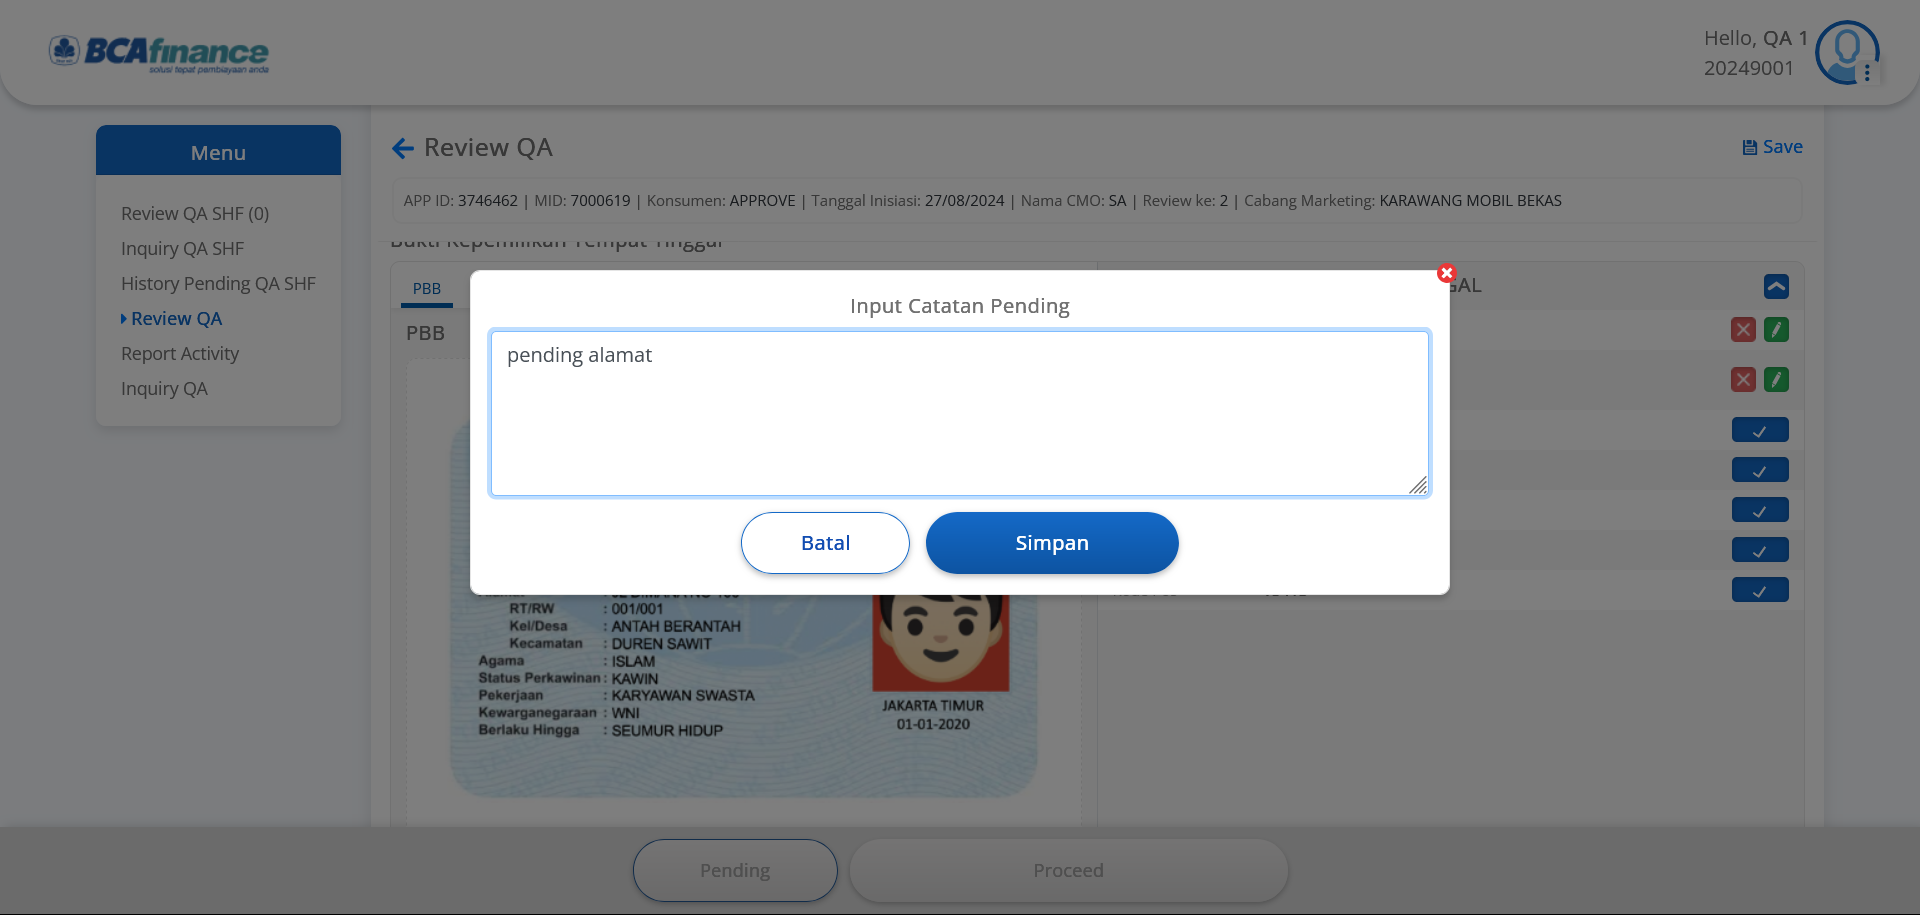 BCAfinance
solusi tepat pembiayaan anda
Hello, QA 1
20249001
Menu
Review QA SHF (0)
Inquiry QA SHF
History Pending QA SHF
Review QA
Report Activity
Inquiry QA
Review QA
Save
APP ID: 3746462 | MID: 7000619 | Konsumen: APPROVE | Tanggal Inisiasi: 27/08/2024 | Nama CMO: SA | Review ke: 2 | Cabang Marketing: KARAWANG MOBIL BEKAS
Bukti Kepemilikan Tempat Tinggal
PBB
PBB
GAL
Input Catatan Pending
pending alamat
Batal
Simpan
RT/RW : 001/001
Kel/Desa : ANTAH BERANTAH
Kecamatan : DUREN SAWIT
Agama : ISLAM
Status Perkawinan : KAWIN
Pekerjaan : KARYAWAN SWASTA
Kewarganegaraan : WNI
Berlaku Hingga : SEUMUR HIDUP
JAKARTA TIMUR
01-01-2020
Pending
Proceed